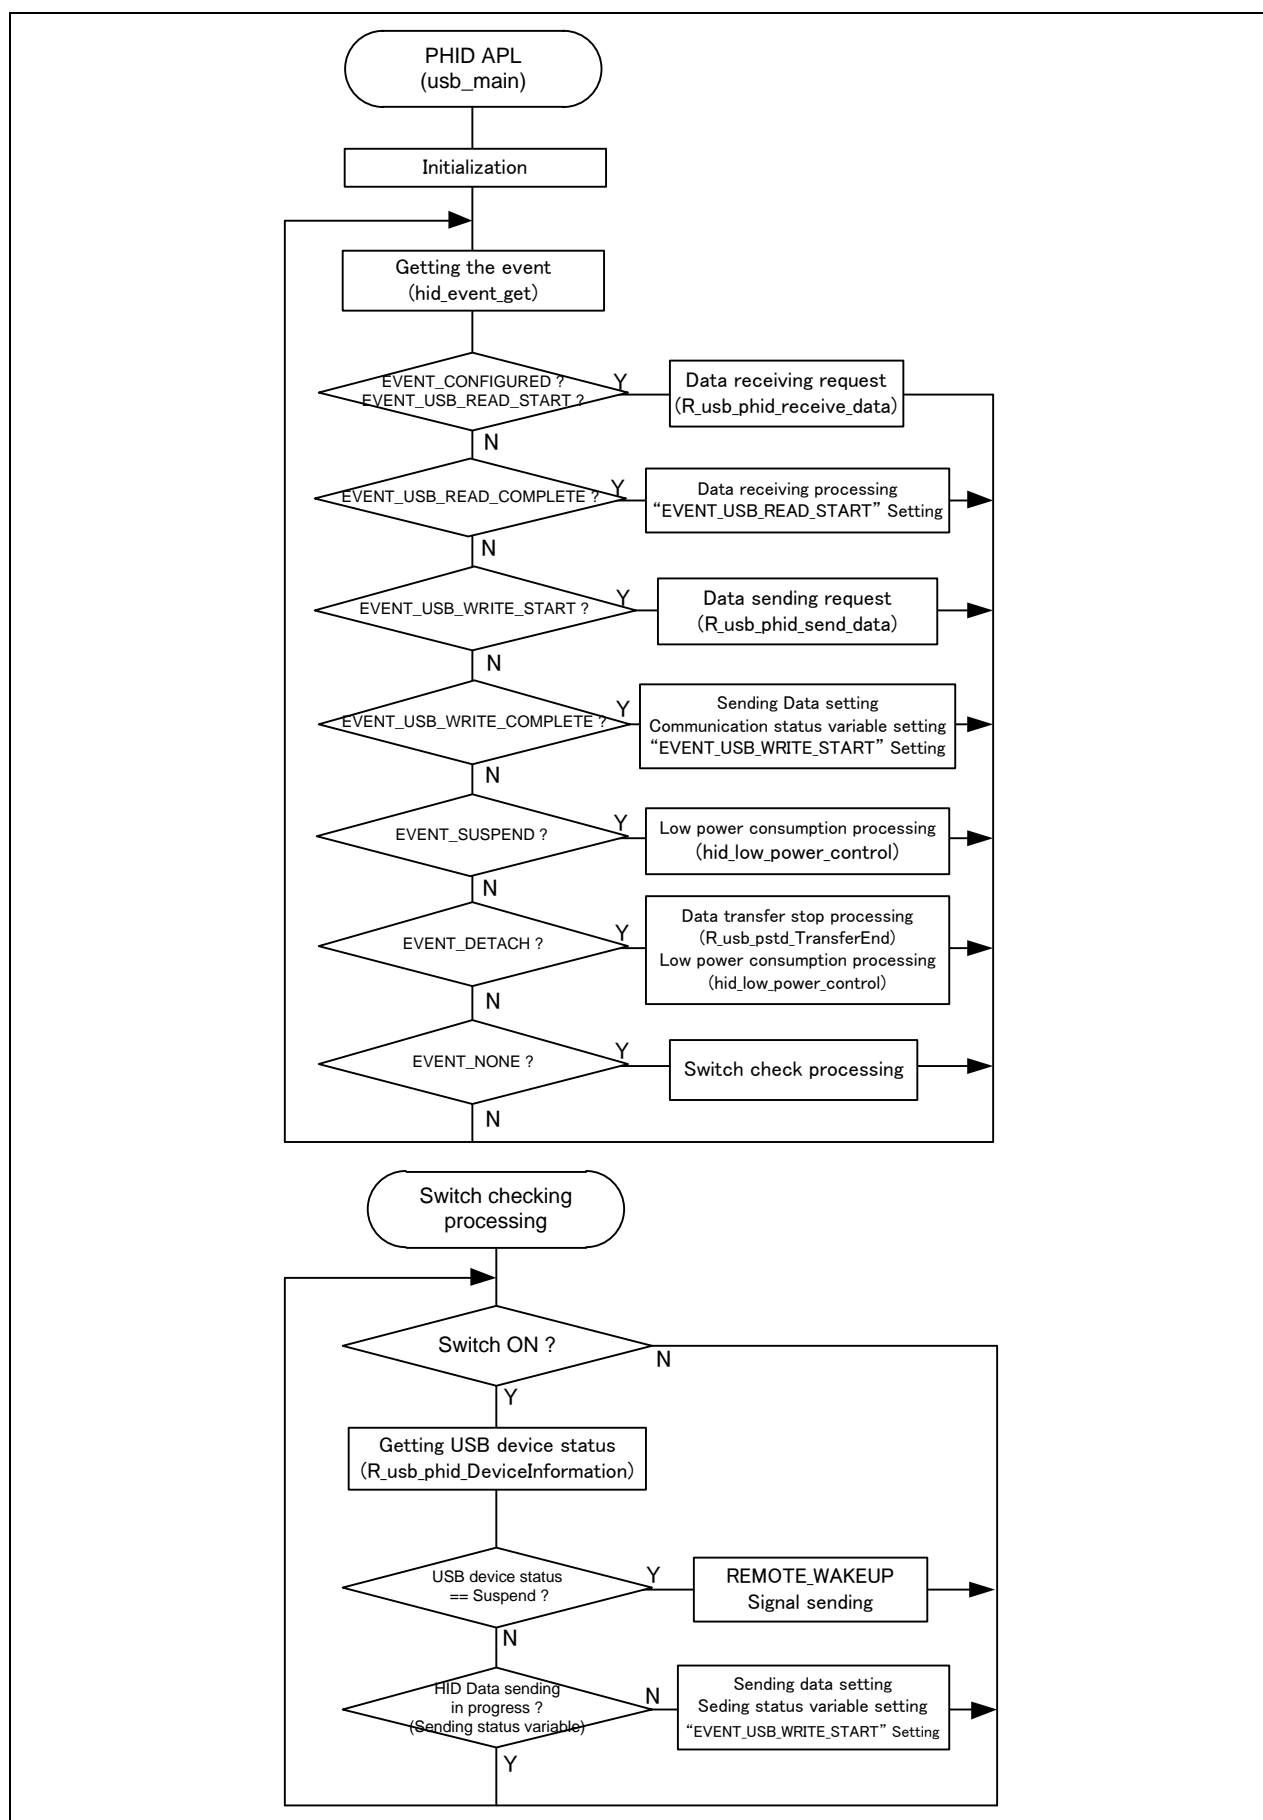 PHID APL
(usb_main)
Initialization
Getting the event
(hid_event_get)
EVENT_CONFIGURED ?
EVENT_USB_READ_START ?
Y
Data receiving request
(R_usb_phid_receive_data)
N
EVENT_USB_READ_COMPLETE ?
Y
Data receiving processing
“EVENT_USB_READ_START” Setting
N
EVENT_USB_WRITE_START ?
Y
Data sending request
(R_usb_phid_send_data)
N
EVENT_USB_WRITE_COMPLETE ?
Y
Sending Data setting
Communication status variable setting
“EVENT_USB_WRITE_START” Setting
N
EVENT_SUSPEND ?
Y
Low power consumption processing
(hid_low_power_control)
N
EVENT_DETACH ?
Y
Data transfer stop processing
(R_usb_pstd_TransferEnd)
Low power consumption processing
(hid_low_power_control)
N
EVENT_NONE ?
Y
Switch check processing
N
Switch checking
processing
Switch ON ?
N
Y
Getting USB device status
(R_usb_phid_DeviceInformation)
USB device status
== Suspend ?
Y
REMOTE_WAKEUP
Signal sending
N
HID Data sending
in progress ?
(Sending status variable)
N
Sending data setting
Seding status variable setting
“EVENT_USB_WRITE_START” Setting
Y